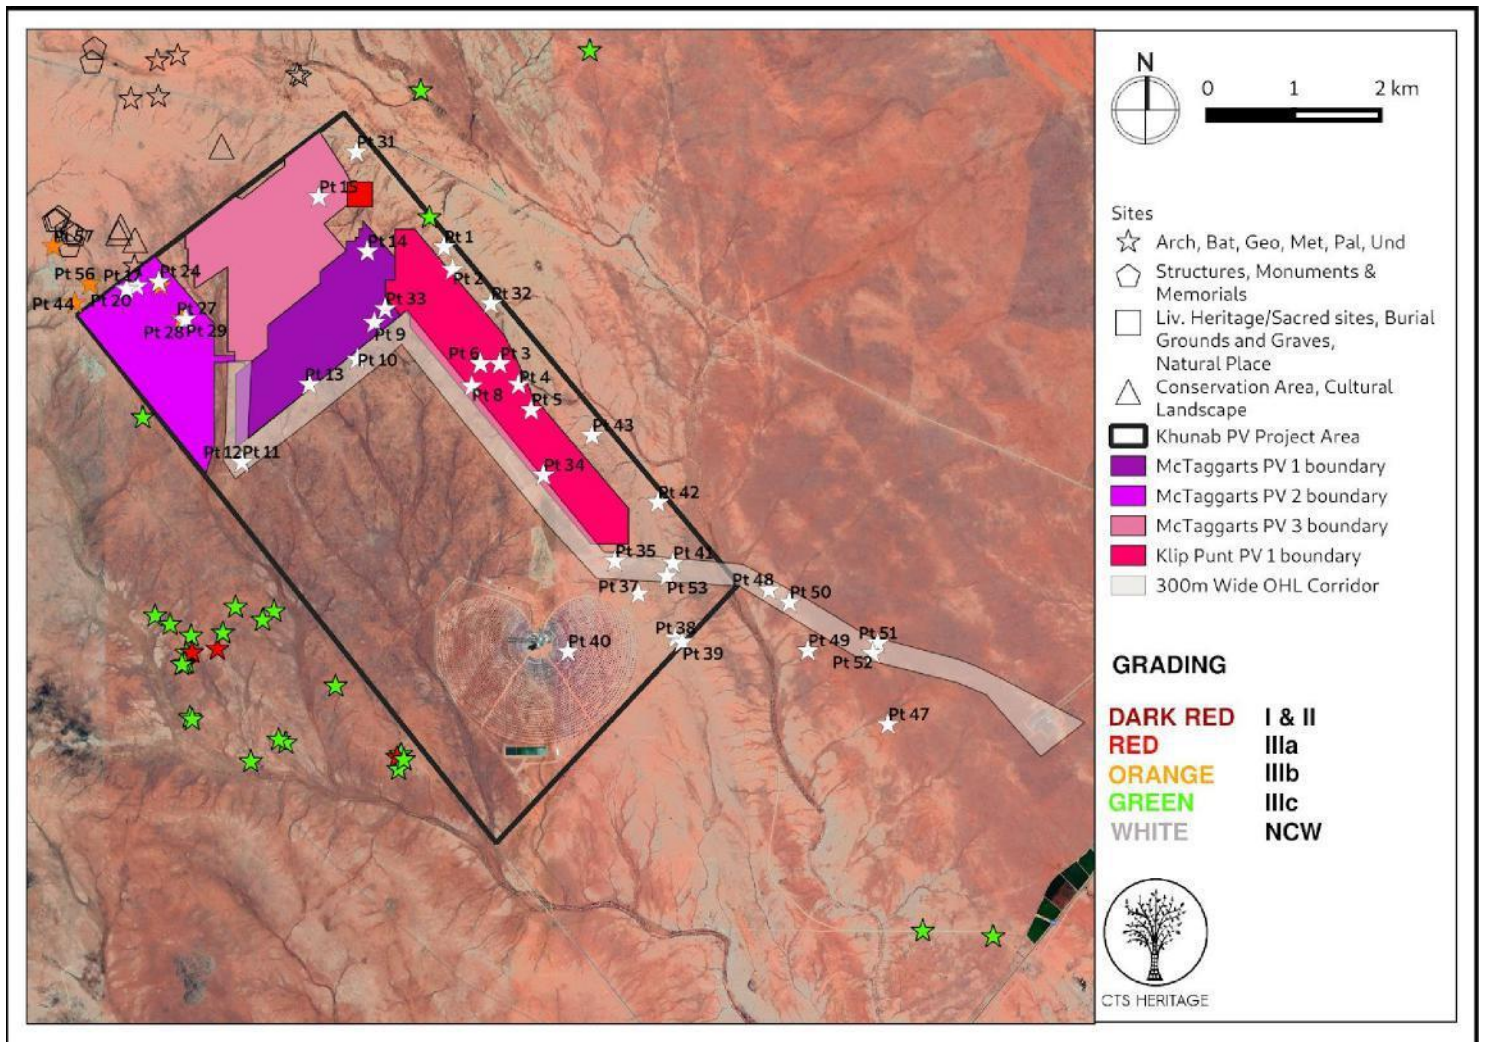 Pt 31
Pt 15
Pt 14
Pt 1
Pt 2
Pt 57
Pt 56
Pt 24
Pt 44
Pt 20
Pt 27
Pt 28
Pt 29
Pt 32
Pt 33
Pt 9
Pt 10
Pt 13
Pt 6
Pt 3
Pt 4
Pt 8
Pt 5
Pt 43
Pt 12
Pt 11
Pt 34
Pt 42
Pt 35
Pt 41
Pt 37
Pt 53
Pt 48
Pt 50
Pt 38
Pt 39
Pt 40
Pt 49
Pt 51
Pt 52
Pt 47
N
0 1 2 km
Sites
Arch, Bat, Geo, Met, Pal, Und
Structures, Monuments &
Memorials
Liv. Heritage/Sacred sites, Burial
Grounds and Graves,
Natural Place
Conservation Area, Cultural
Landscape
Khunab PV Project Area
McTaggarts PV 1 boundary
McTaggarts PV 2 boundary
McTaggarts PV 3 boundary
Klip Punt PV 1 boundary
300m Wide OHL Corridor
GRADING
DARK RED I & II
RED IIIa
ORANGE IIIb
GREEN IIIc
WHITE NCW
CTS HERITAGE